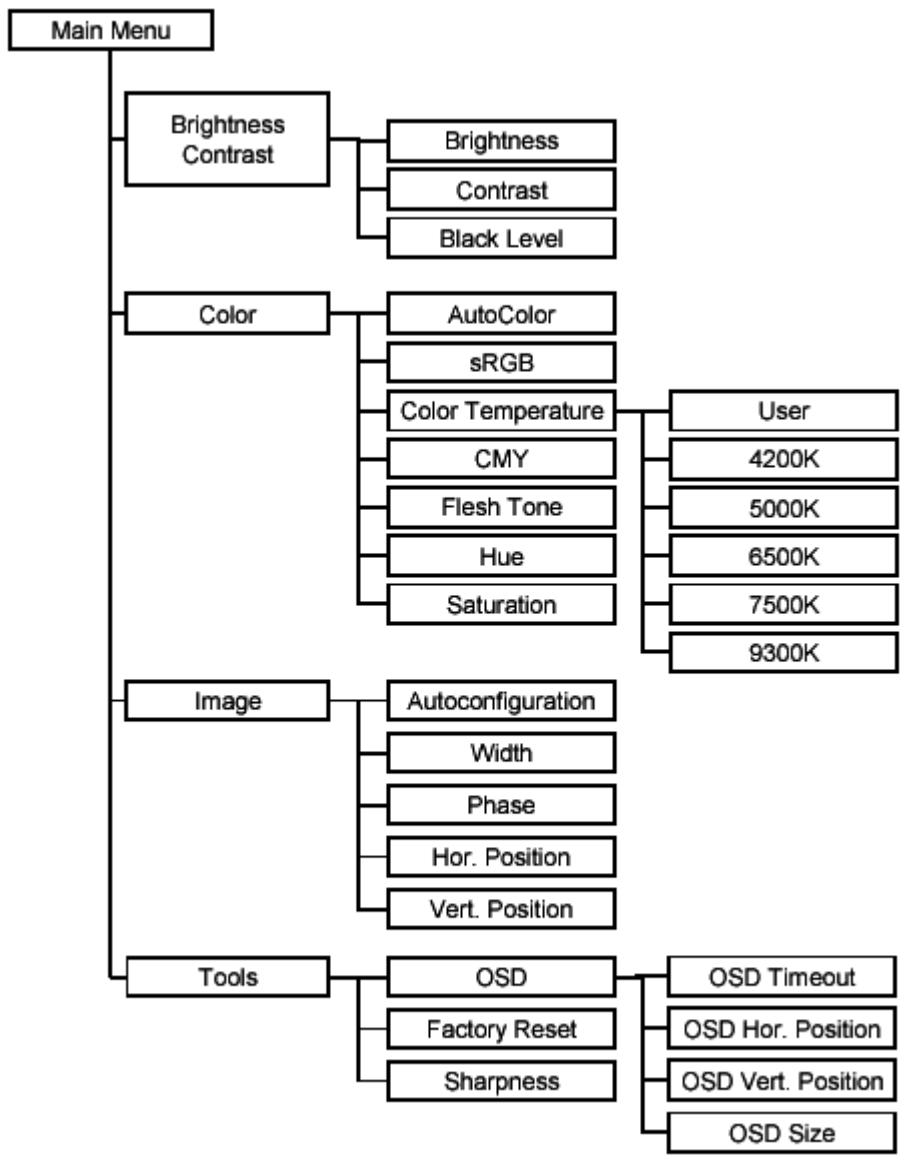 Main Menu
Brightness
Contrast
Brightness
Contrast
Black Level
Color
AutoColor
sRGB
Color Temperature
User
4200K
5000K
6500K
7500K
9300K
CMY
Flesh Tone
Hue
Saturation
Image
Autoconfiguration
Width
Phase
Hor. Position
Vert. Position
Tools
OSD
OSD Timeout
OSD Hor. Position
OSD Vert. Position
OSD Size
Factory Reset
Sharpness